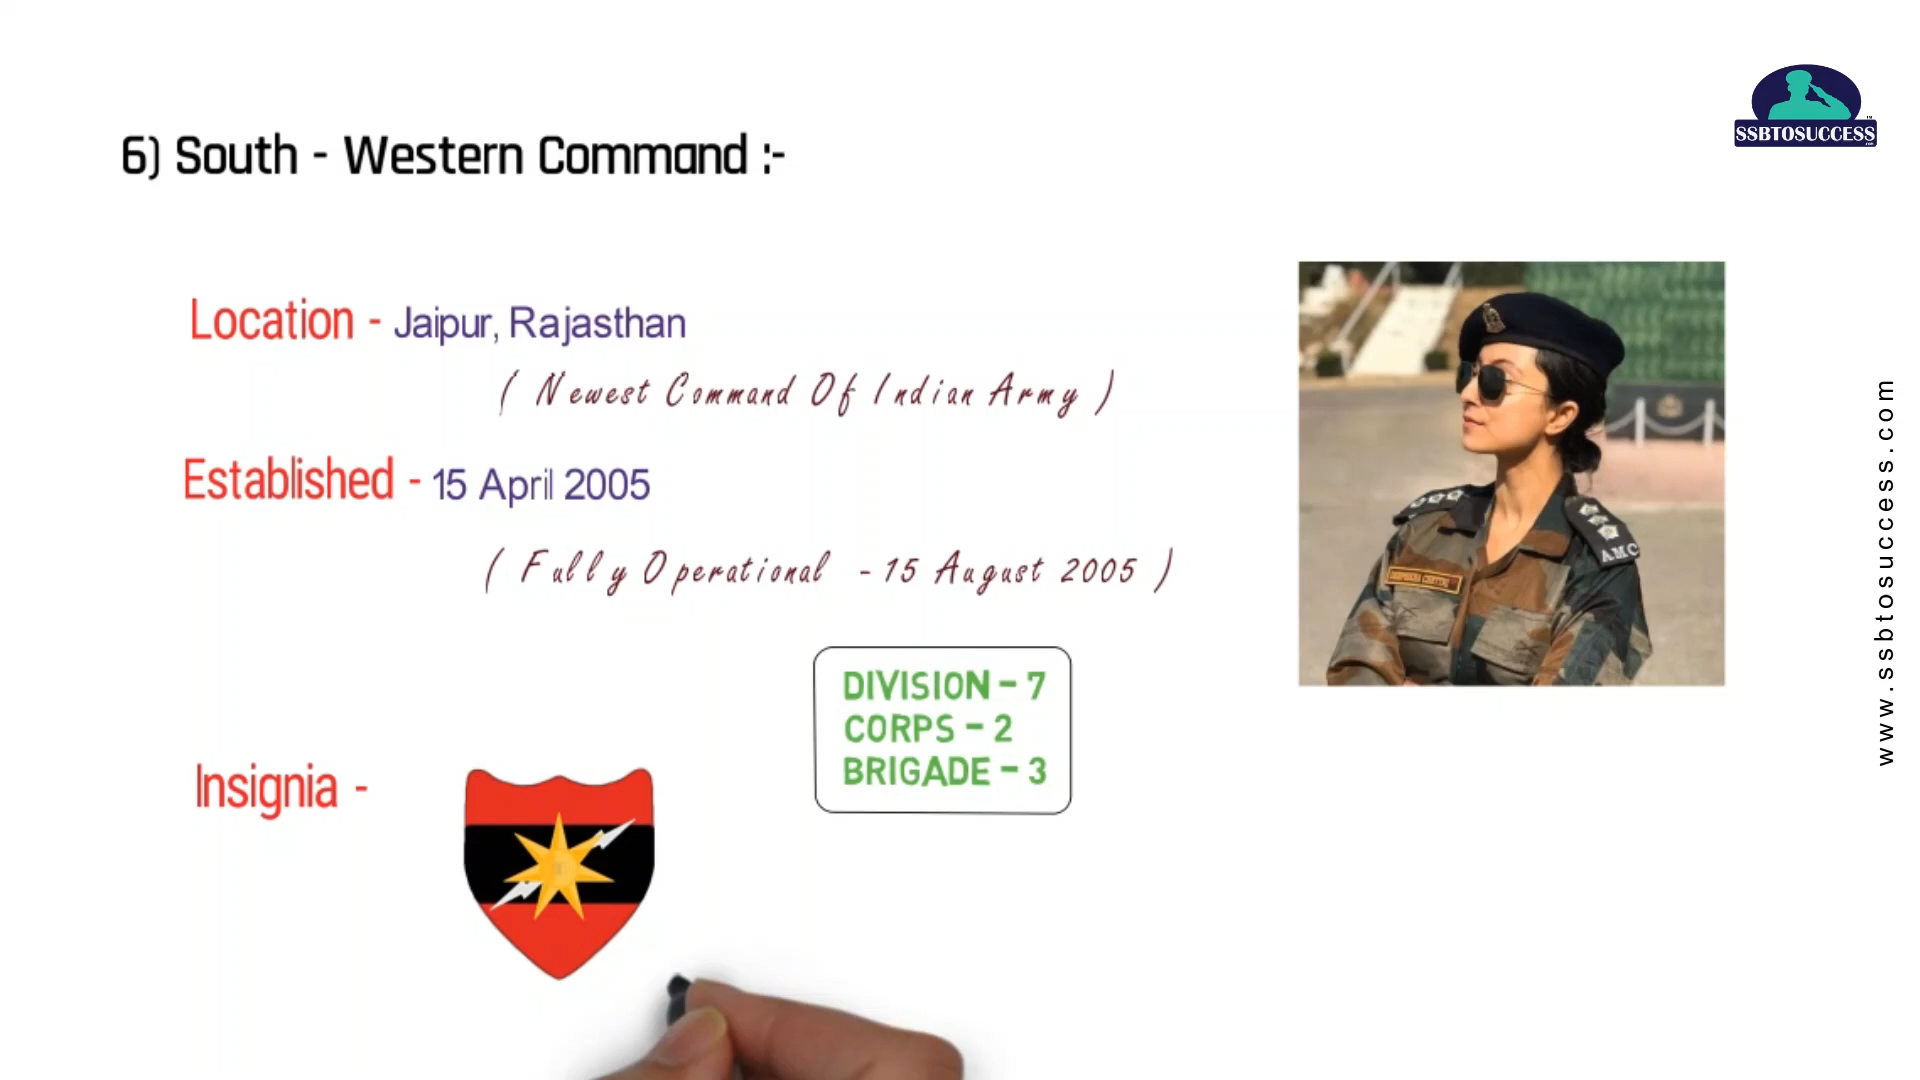 SSBTOSUCCESS
.com
6) South - Western Command :-
Location - Jaipur, Rajasthan
( Newest Command Of Indian Army )
Established - 15 April 2005
( Fully Operational - 15 August 2005 )
DIVISION - 7
CORPS - 2
BRIGADE - 3
Insignia -
AMC
www.ssbtosuccess.com